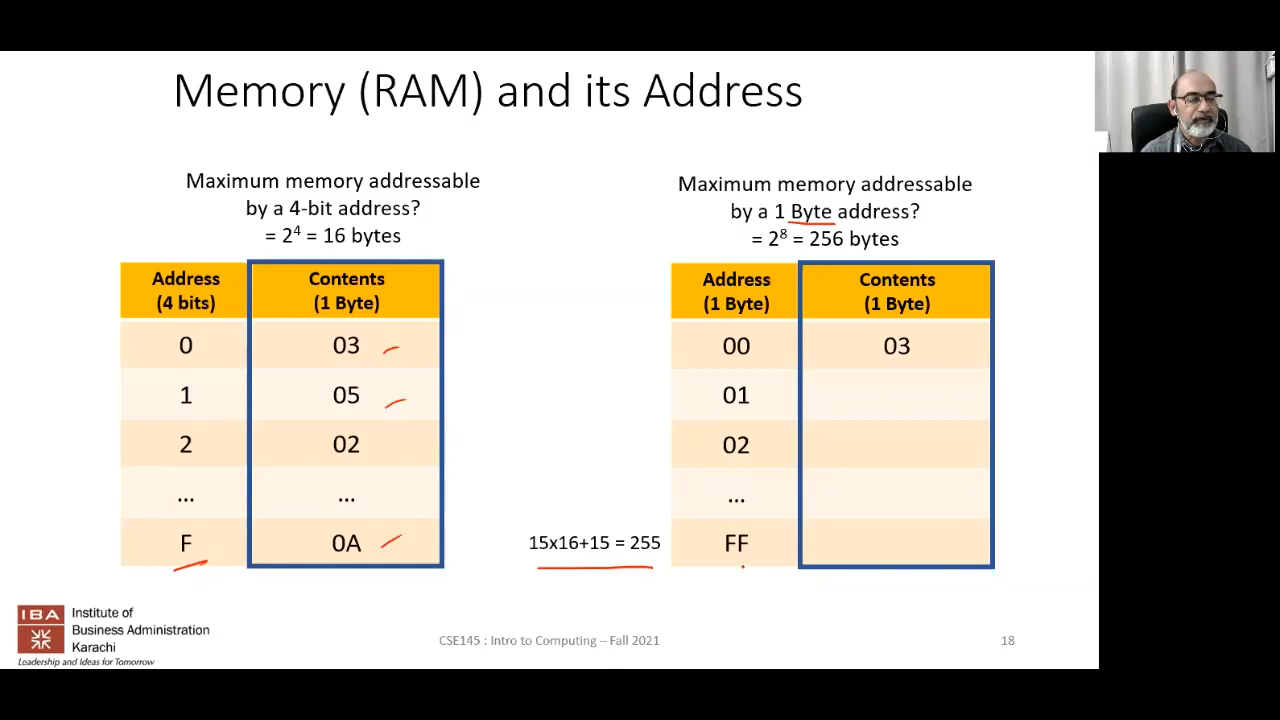 Memory (RAM) and its Address
Maximum memory addressable
by a 4-bit address?
= 2⁴ = 16 bytes
Address Contents
(4 bits) (1 Byte)
0 03
1 05
2 02
... ...
F 0A
Maximum memory addressable
by a 1 Byte address?
= 2⁸ = 256 bytes
Address Contents
(1 Byte) (1 Byte)
00 03
01
02
...
15x16+15 = 255 FF
IBA
Institute of
Business Administration
Karachi
Leadership and Ideas for Tomorrow
CSE145 : Intro to Computing – Fall 2021
18